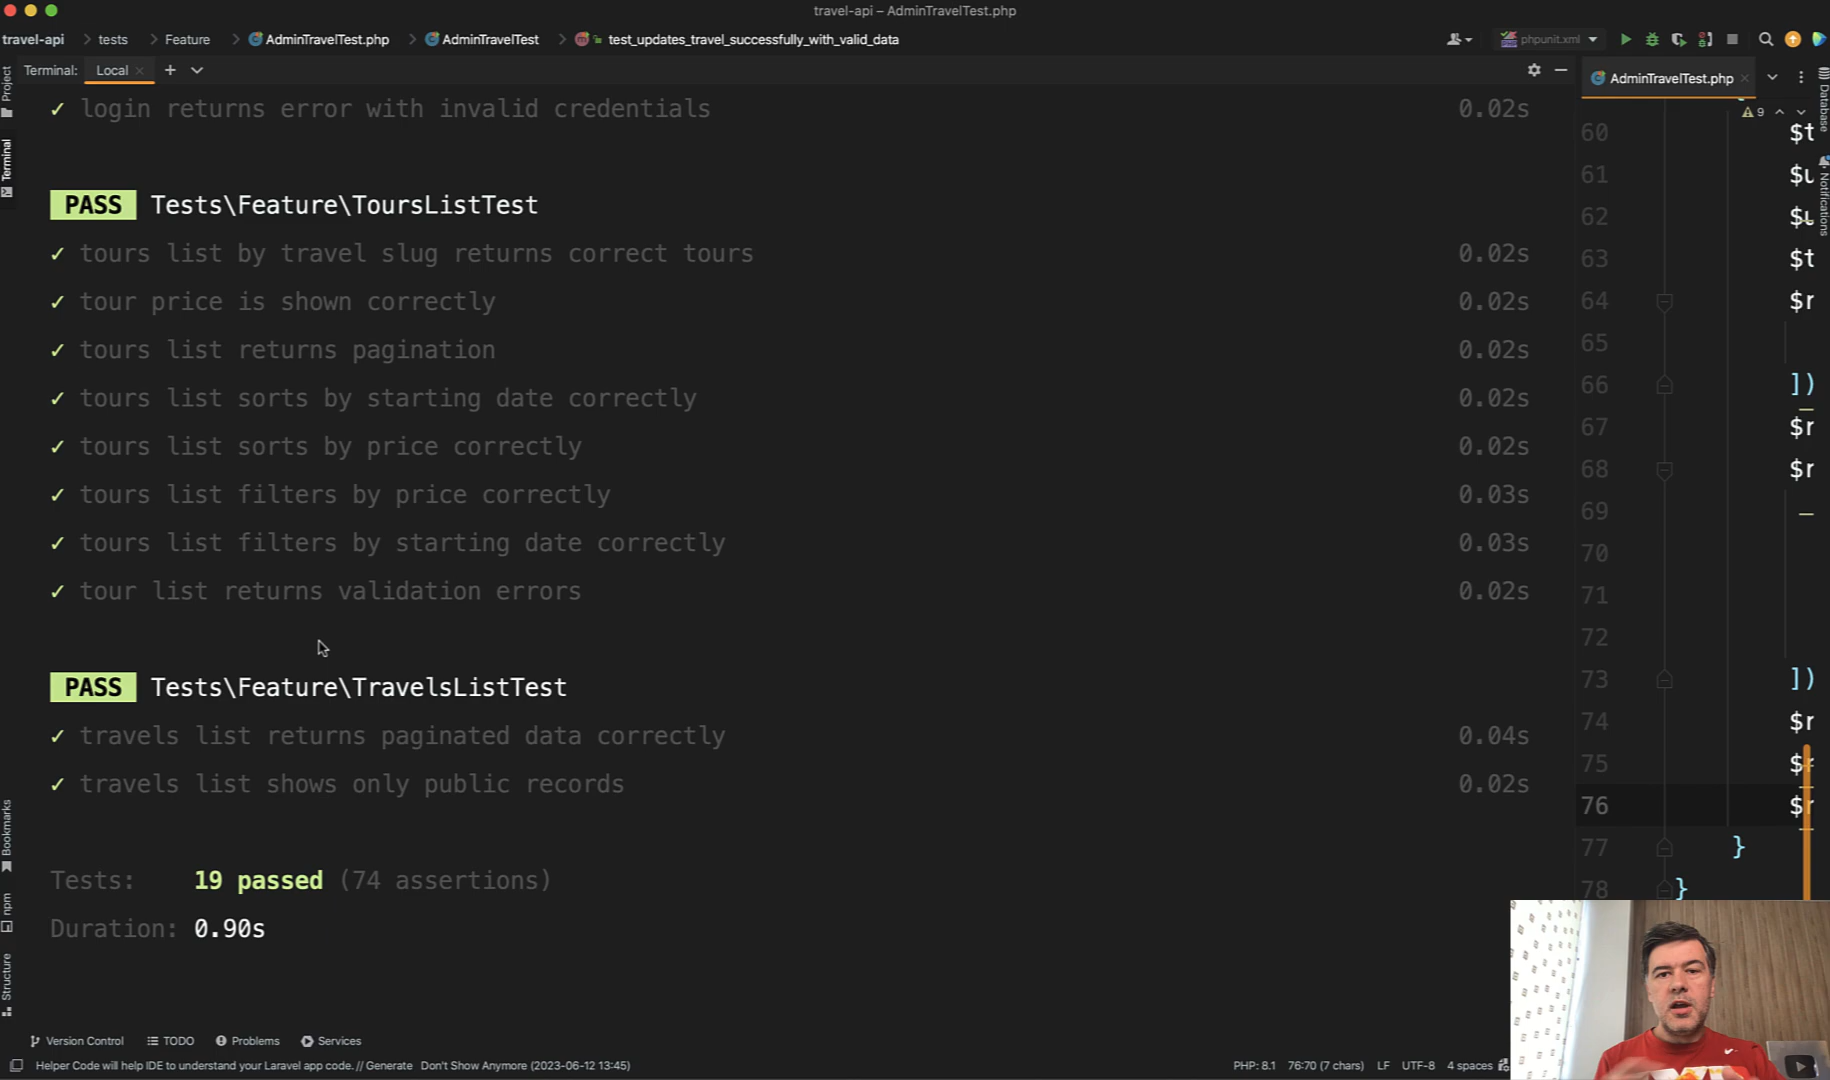 travel-api – AdminTravelTest.php
travel-api tests Feature AdminTravelTest.php AdminTravelTest test_updates_travel_successfully_with_valid_data phpunit.xml
Terminal: Local
AdminTravelTest.php
Project
Terminal
Bookmarks
npm
Structure
Database
Notifications
9
✓ login returns error with invalid credentials 0.02s
PASS Tests\Feature\ToursListTest
✓ tours list by travel slug returns correct tours 0.02s
✓ tour price is shown correctly 0.02s
✓ tours list returns pagination 0.02s
✓ tours list sorts by starting date correctly 0.02s
✓ tours list sorts by price correctly 0.02s
✓ tours list filters by price correctly 0.03s
✓ tours list filters by starting date correctly 0.03s
✓ tour list returns validation errors 0.02s
PASS Tests\Feature\TravelsListTest
✓ travels list returns paginated data correctly 0.04s
✓ travels list shows only public records 0.02s
Tests: 19 passed (74 assertions)
Duration: 0.90s
60 $t
61 $u
62 $u
63 $t
64 $r
65
66 ])
67 $r
68 $r
69
70
71
72
73 ])
74 $r
75 $r
76 $r
77 }
78 }
Version Control TODO Problems Services
Helper Code will help IDE to understand your Laravel app code. // Generate Don't Show Anymore (2023-06-12 13:45)
PHP: 8.1 76:70 (7 chars) LF UTF-8 4 spaces